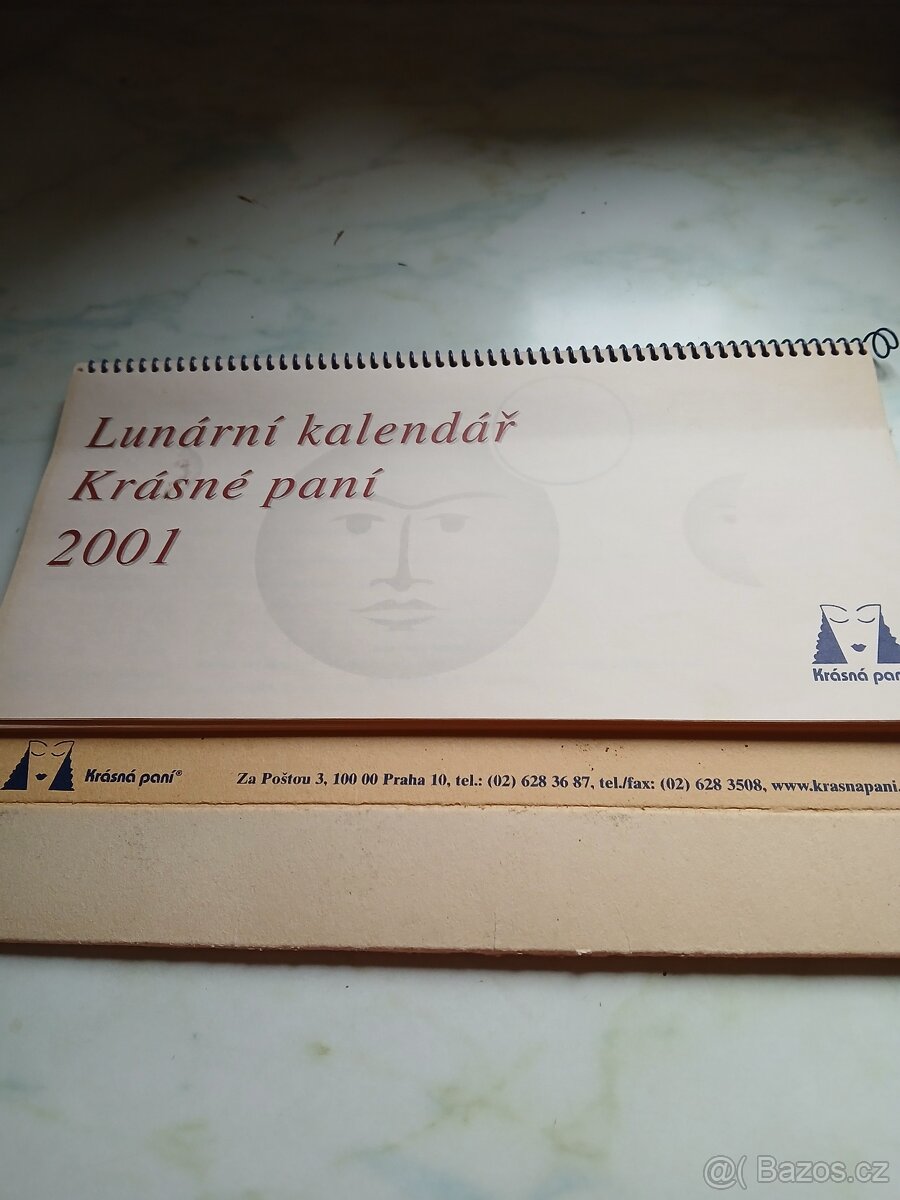 Lunární kalendář
Krásné paní
2001
Krásná
Krásná paní®
Za Poštou 3, 100 00 Praha 10, tel.: (02) 628 36 87, tel./fax: (02) 628 3508, www.krasnapani.
@( Bazos.cz